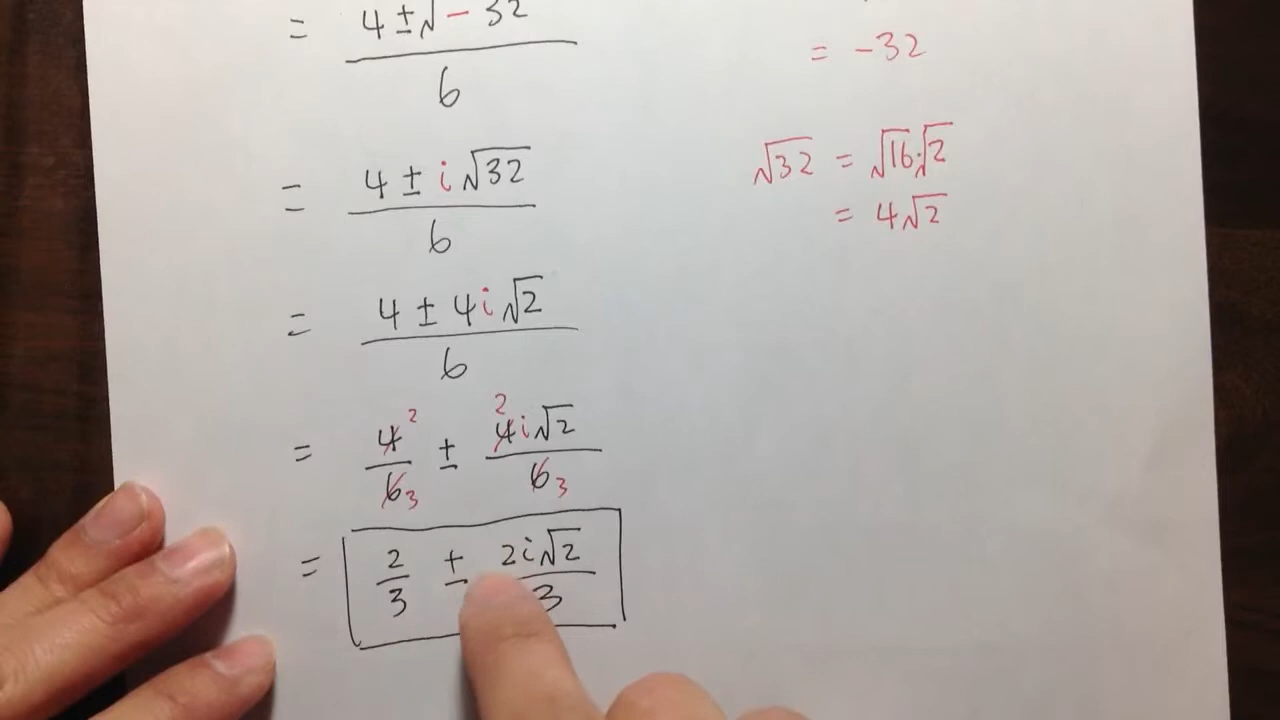 = (4 ± √-32)/6
= (4 ± i√32)/6
= (4 ± 4i√2)/6
= 4/6 2 3 ± 4i√2/6 2 3
= 2/3 ± 2i√2/3
= -32
√32 = √16·√2
= 4√2